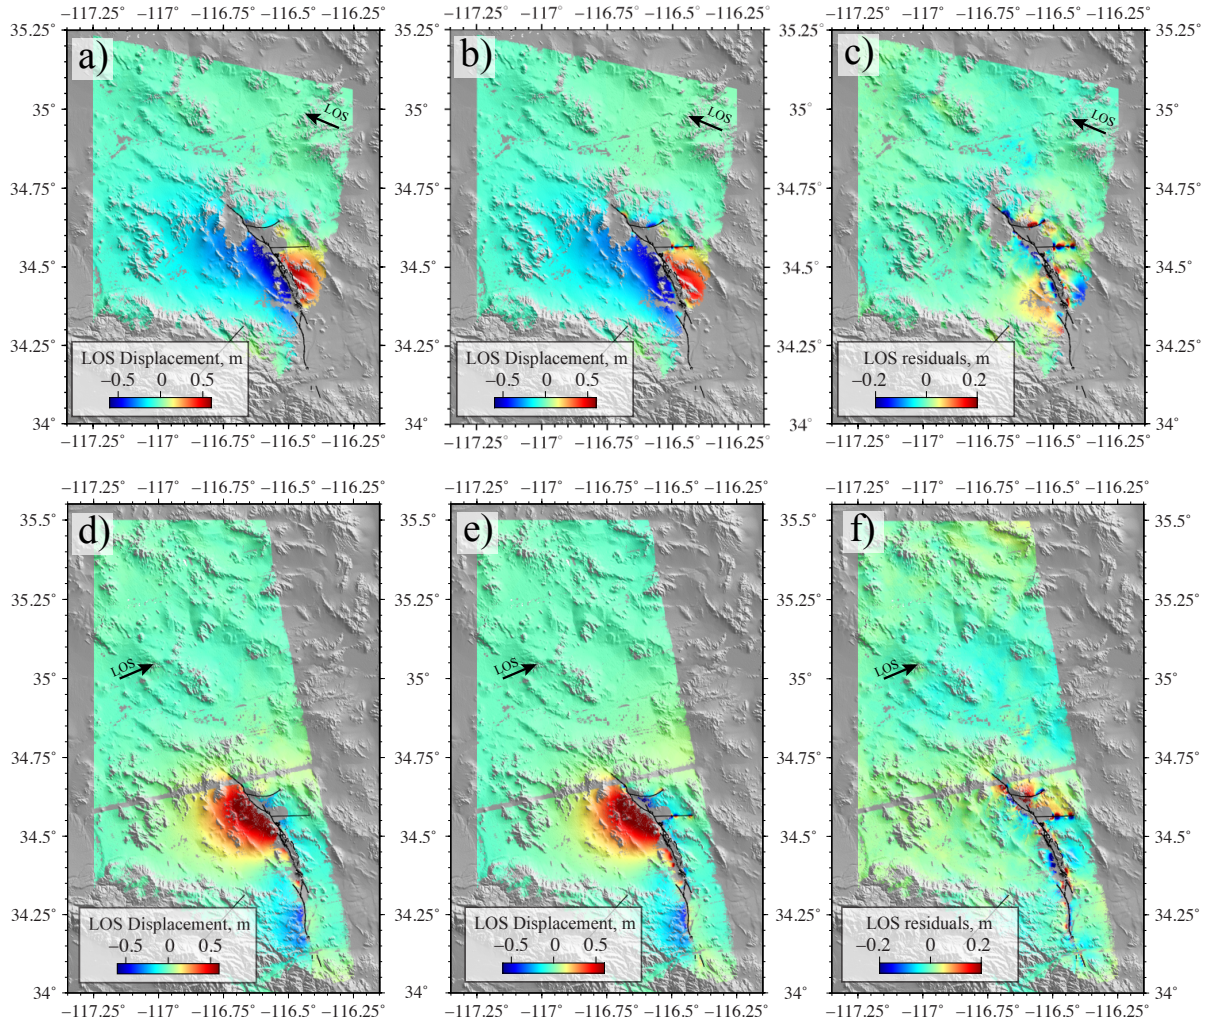 −117.25° −117° −116.75° −116.5° −116.25° −117.25° −117° −116.75° −116.5° −116.25° −117.25° −117° −116.75° −116.5° −116.25°
35.25° 35.25° 35.25°
a) b) c)
LOS LOS LOS
35° 35° 35°
34.75° 34.75° 34.75°
34.5° 34.5° 34.5°
34.25° 34.25° 34.25°
LOS Displacement, m LOS Displacement, m LOS residuals, m
−0.5 0 0.5 −0.5 0 0.5 −0.2 0 0.2
34° 34° 34°
−117.25° −117° −116.75° −116.5° −116.25° −117.25° −117° −116.75° −116.5° −116.25° −117.25° −117° −116.75° −116.5° −116.25°
−117.25° −117° −116.75° −116.5° −116.25° −117.25° −117° −116.75° −116.5° −116.25° −117.25° −117° −116.75° −116.5° −116.25°
35.5° 35.5° 35.5°
d) e) f)
35.25° 35.25° 35.25°
LOS LOS LOS
35° 35° 35°
34.75° 34.75° 34.75°
34.5° 34.5° 34.5°
34.25° 34.25° 34.25°
LOS Displacement, m LOS Displacement, m LOS residuals, m
−0.5 0 0.5 −0.5 0 0.5 −0.2 0 0.2
34° 34° 34°
−117.25° −117° −116.75° −116.5° −116.25° −117.25° −117° −116.75° −116.5° −116.25° −117.25° −117° −116.75° −116.5° −116.25°